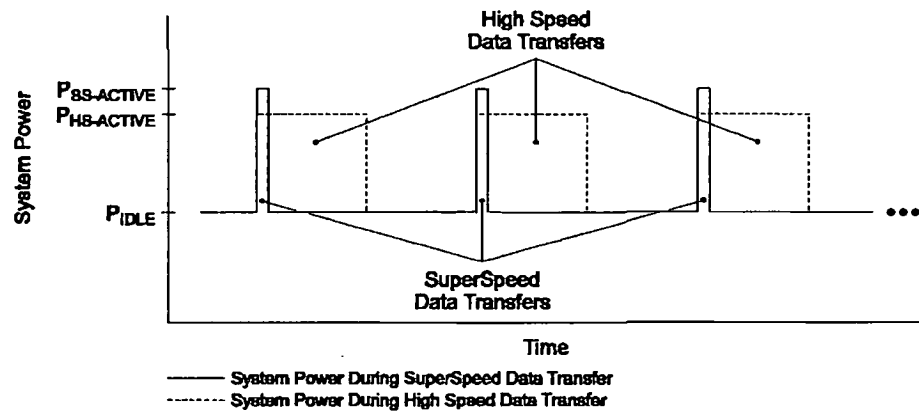 High Speed
Data Transfers
System Power
PSS-ACTIVE
PHS-ACTIVE
PIDLE
SuperSpeed
Data Transfers
Time
System Power During SuperSpeed Data Transfer
System Power During High Speed Data Transfer